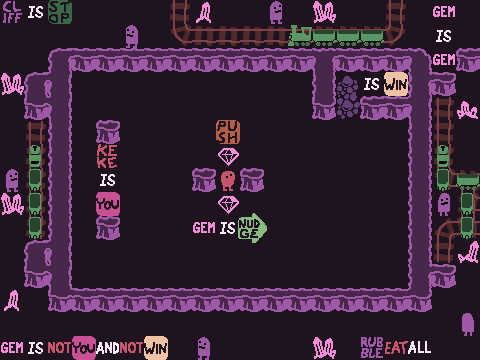 CLIFF IS STOP
GEM
IS
GEM
IS WIN
PUSH
KEKE
IS
YOU
GEM IS NUDGE
GEM IS NOT YOU AND NOT WIN
RUBBLE EAT ALL